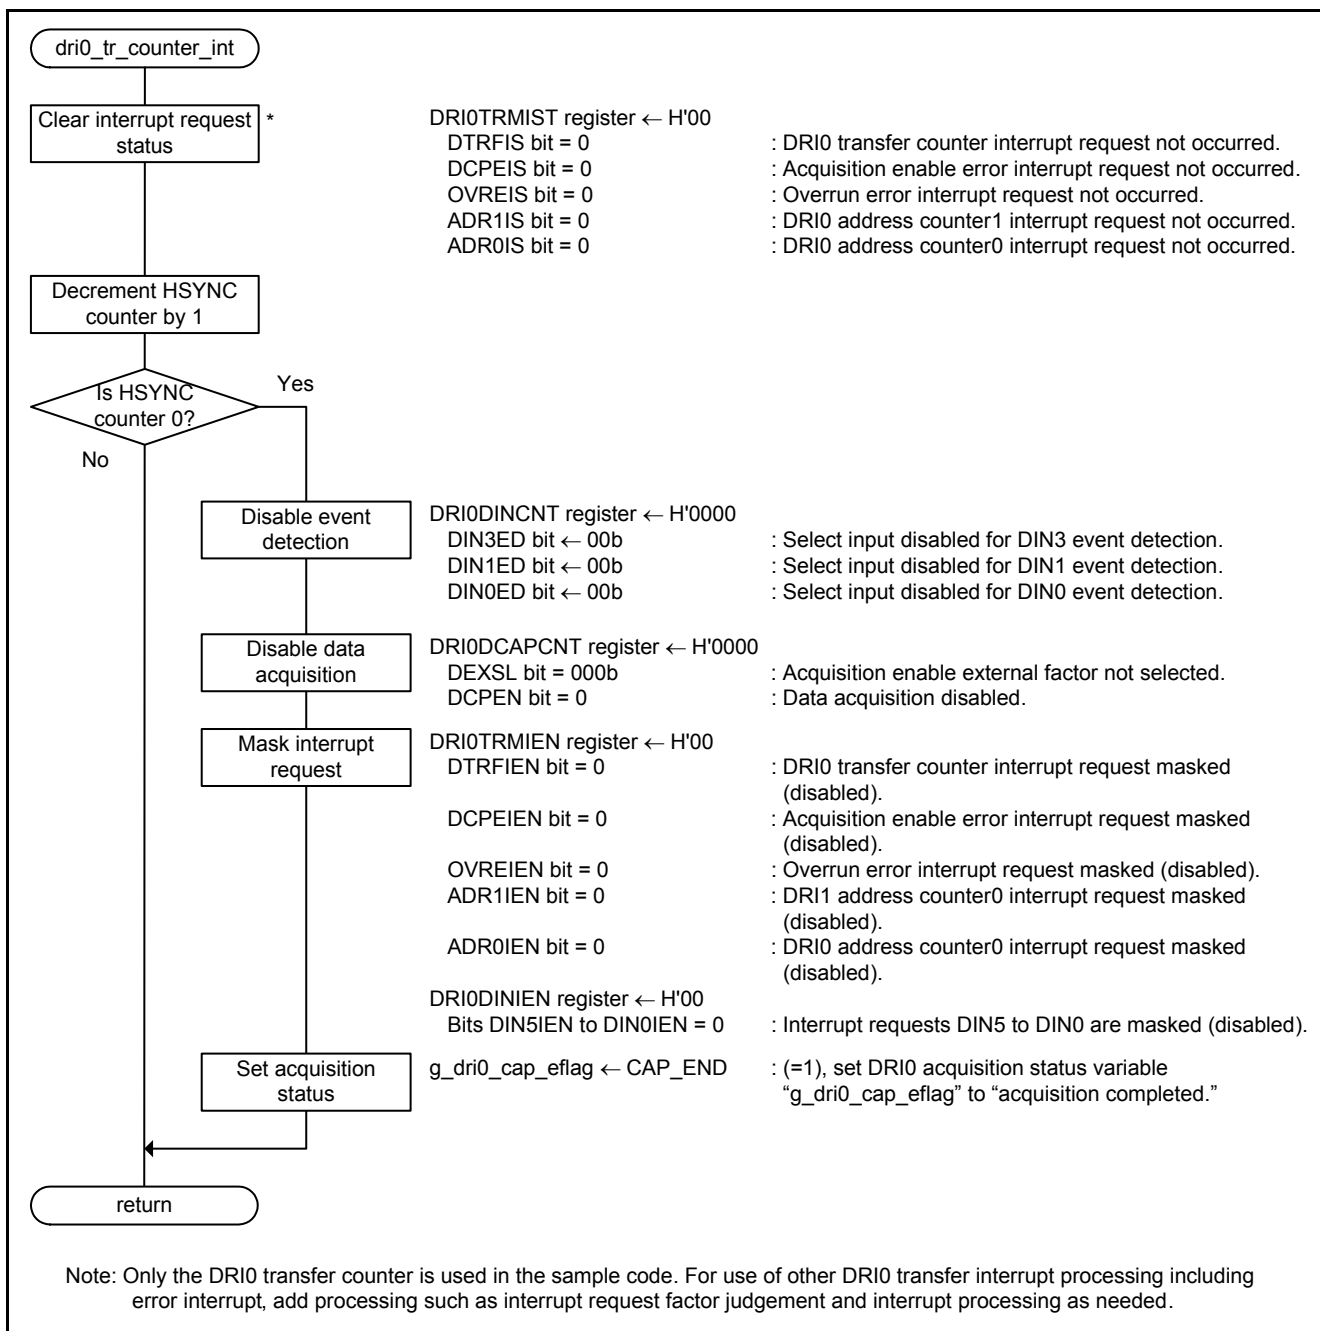 dri0_tr_counter_int
Clear interrupt request *
status
DRI0TRMIST register ← H'00
DTRFIS bit = 0 : DRI0 transfer counter interrupt request not occurred.
DCPEIS bit = 0 : Acquisition enable error interrupt request not occurred.
OVREIS bit = 0 : Overrun error interrupt request not occurred.
ADR1IS bit = 0 : DRI0 address counter1 interrupt request not occurred.
ADR0IS bit = 0 : DRI0 address counter0 interrupt request not occurred.
Decrement HSYNC
counter by 1
Is HSYNC
counter 0?
Yes
No
Disable event
detection
DRI0DINCNT register ← H'0000
DIN3ED bit ← 00b : Select input disabled for DIN3 event detection.
DIN1ED bit ← 00b : Select input disabled for DIN1 event detection.
DIN0ED bit ← 00b : Select input disabled for DIN0 event detection.
Disable data
acquisition
DRI0DCAPCNT register ← H'0000
DEXSL bit = 000b : Acquisition enable external factor not selected.
DCPEN bit = 0 : Data acquisition disabled.
Mask interrupt
request
DRI0TRMIEN register ← H'00
DTRFIEN bit = 0 : DRI0 transfer counter interrupt request masked
(disabled).
DCPEIEN bit = 0 : Acquisition enable error interrupt request masked
(disabled).
OVREIEN bit = 0 : Overrun error interrupt request masked (disabled).
ADR1IEN bit = 0 : DRI1 address counter0 interrupt request masked
(disabled).
ADR0IEN bit = 0 : DRI0 address counter0 interrupt request masked
(disabled).
DRI0DINIEN register ← H'00
Bits DIN5IEN to DIN0IEN = 0 : Interrupt requests DIN5 to DIN0 are masked (disabled).
Set acquisition
status
g_dri0_cap_eflag ← CAP_END : (=1), set DRI0 acquisition status variable
“g_dri0_cap_eflag” to “acquisition completed.”
return
Note: Only the DRI0 transfer counter is used in the sample code. For use of other DRI0 transfer interrupt processing including
error interrupt, add processing such as interrupt request factor judgement and interrupt processing as needed.